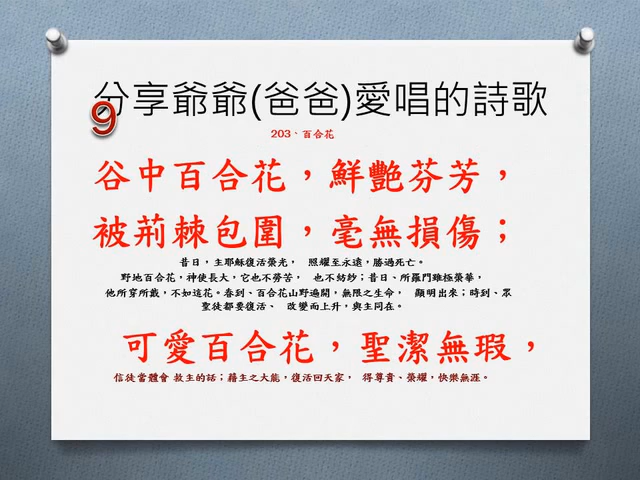 分享爺爺(爸爸)愛唱的詩歌
9
203、百合花
谷中百合花，鮮艷芬芳，
被荊棘包圍，毫無損傷；
昔日，主耶穌復活榮光， 照耀至永遠，勝過死亡。
野地百合花，神使長大，它也不勞苦， 也不紡紗；昔日、所羅門雖極榮華，
他所穿所戴，不如這花。春到、百合花山野遍開，無限之生命， 顯明出來；時到、眾
聖徒都要復活、 改變而上升，與主同在。
可愛百合花，聖潔無瑕，
信徒當體會 救主的話；藉主之大能，復活回天家， 得尊貴、榮耀，快樂無涯。